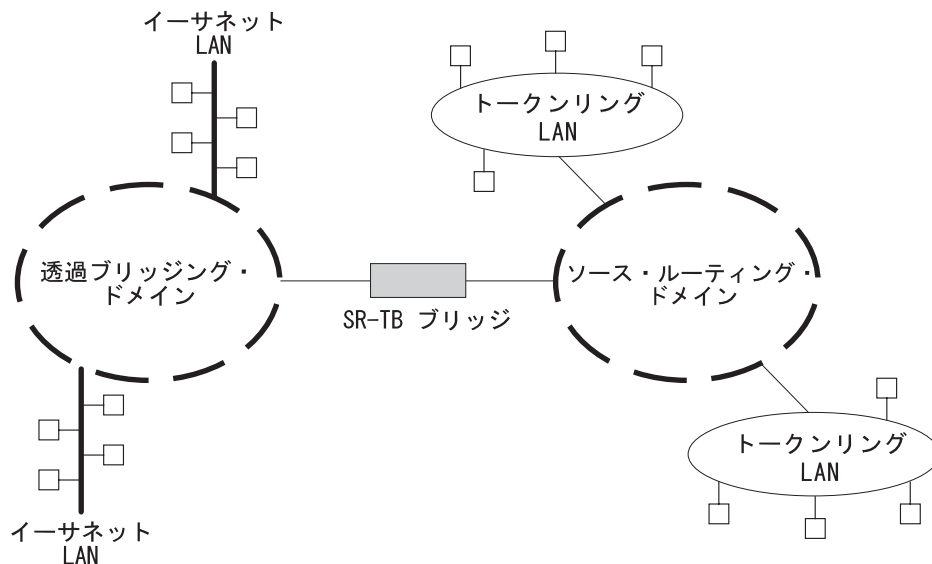 イーサネット
LAN
トークンリング
LAN
透過ブリッジング・
ドメイン
SR-TB ブリッジ
ソース・ルーティング・
ドメイン
トークンリング
LAN
イーサネット
LAN